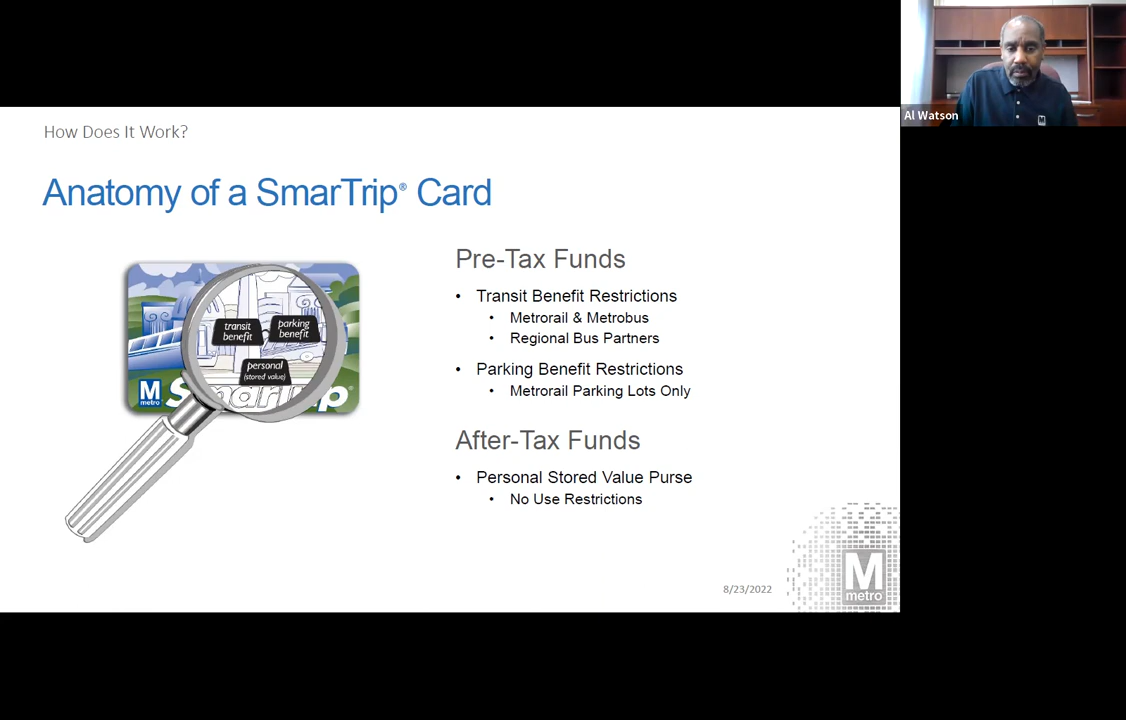 Al Watson
How Does It Work?
Anatomy of a SmarTrip® Card
transit
benefit
parking
benefit
personal
(stored value)
M
metro
SmarTrip®
Pre-Tax Funds
• Transit Benefit Restrictions
• Metrorail & Metrobus
• Regional Bus Partners
• Parking Benefit Restrictions
• Metrorail Parking Lots Only
After-Tax Funds
• Personal Stored Value Purse
• No Use Restrictions
8/23/2022
M
metro